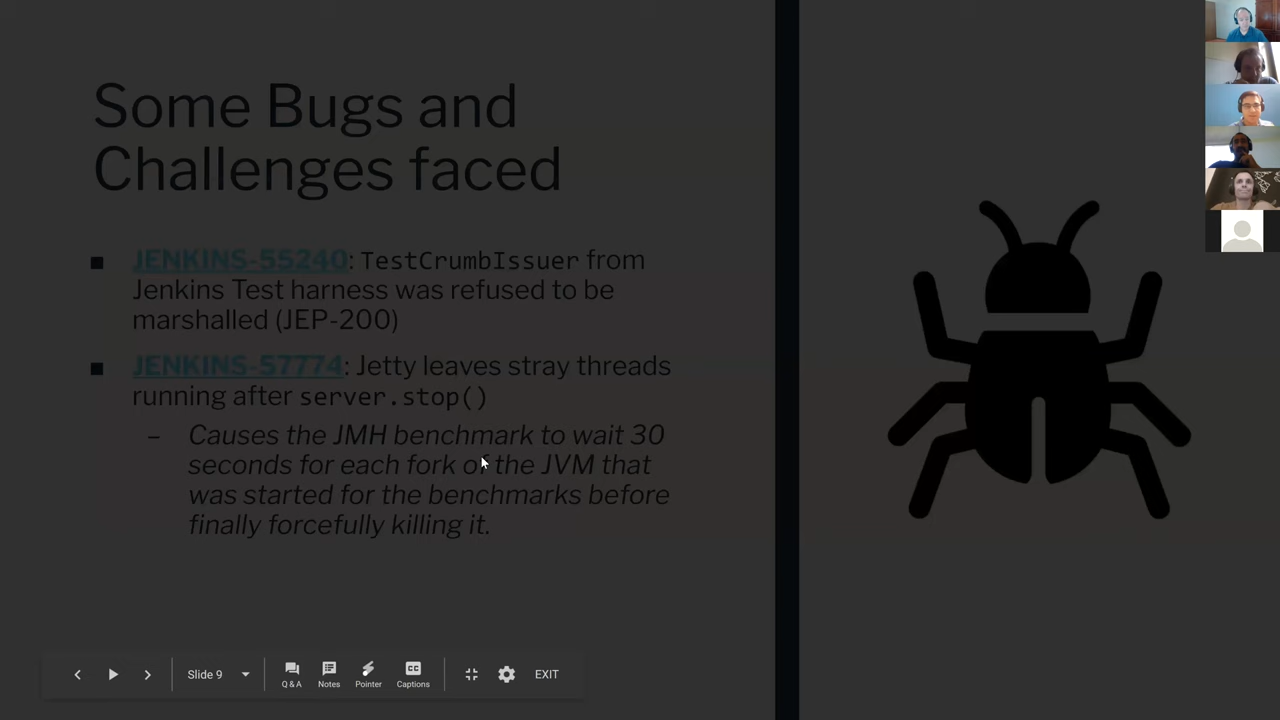 Some Bugs and
Challenges faced
■ JENKINS-55240: TestCrumbIssuer from
Jenkins Test harness was refused to be
marshalled (JEP-200)
■ JENKINS-57774: Jetty leaves stray threads
running after server.stop()
– Causes the JMH benchmark to wait 30
seconds for each fork of the JVM that
was started for the benchmarks before
finally forcefully killing it.
Slide 9
Q & A
Notes
Pointer
CC
Captions
EXIT